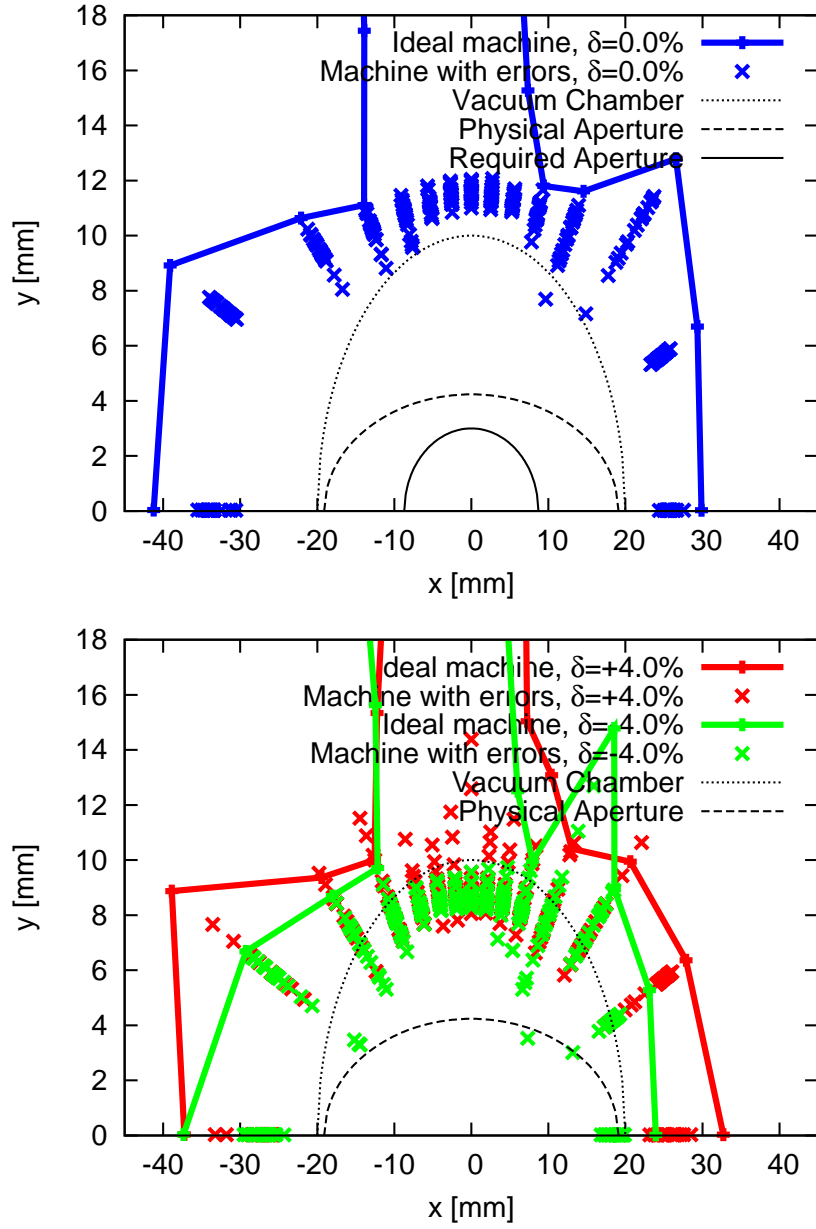 18
16
14
12
10
8
6
4
2
0
y [mm]
Ideal machine, δ=0.0%
Machine with errors, δ=0.0%
Vacuum Chamber
Physical Aperture
Required Aperture
-40 -30 -20 -10 0 10 20 30 40
x [mm]
18
16
14
12
10
8
6
4
2
0
y [mm]
Ideal machine, δ=+4.0%
Machine with errors, δ=+4.0%
Ideal machine, δ=-4.0%
Machine with errors, δ=-4.0%
Vacuum Chamber
Physical Aperture
-40 -30 -20 -10 0 10 20 30 40
x [mm]